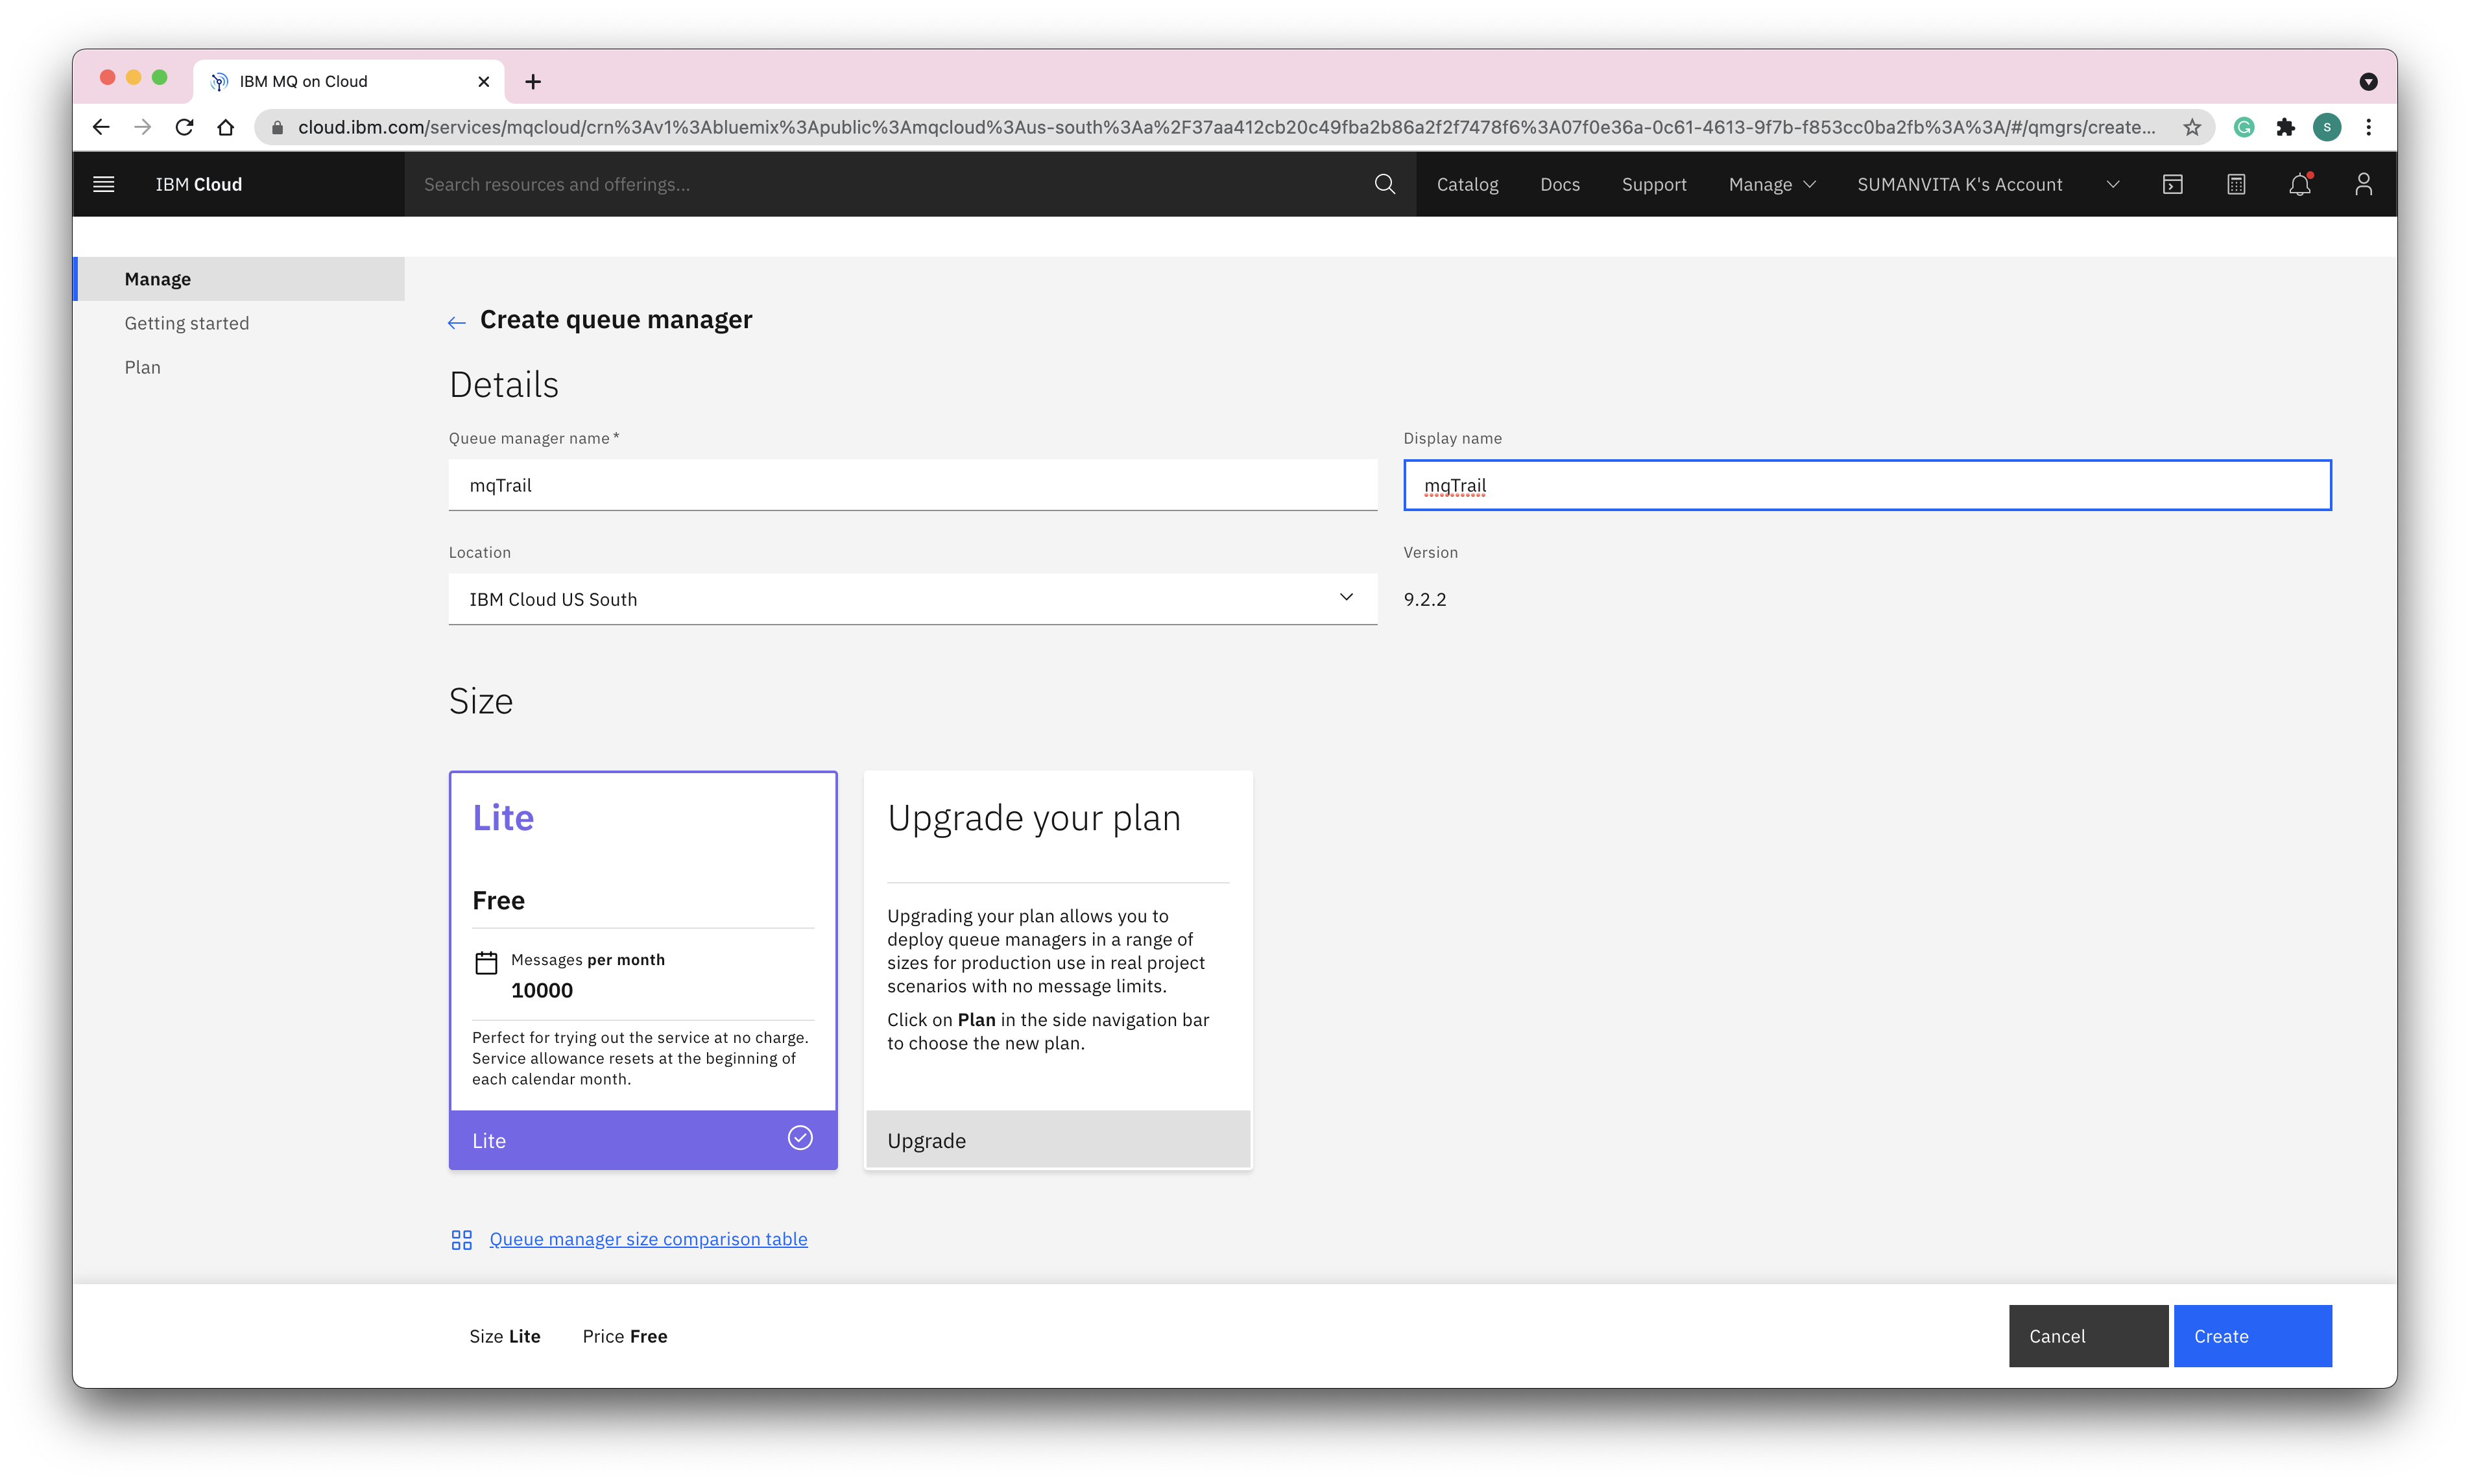 IBM MQ on Cloud
cloud.ibm.com/services/mqcloud/crn%3Av1%3Abluemix%3Apublic%3Amqcloud%3Aus-south%3Aa%2F37aa412cb20c49fba2b86a2f2f7478f6%3A07f0e36a-0c61-4613-9f7b-f853cc0ba2fb%3A%3A/#/qmgrs/create...
S
IBM Cloud
Search resources and offerings...
Catalog
Docs
Support
Manage
SUMANVITA K's Account
Manage
Getting started
Plan
Create queue manager
Details
Queue manager name *
Display name
mqTrail
mqTrail
Location
Version
IBM Cloud US South
9.2.2
Size
Lite
Free
Messages per month
10000
Perfect for trying out the service at no charge.
Service allowance resets at the beginning of
each calendar month.
Lite
Upgrade your plan
Upgrading your plan allows you to
deploy queue managers in a range of
sizes for production use in real project
scenarios with no message limits.
Click on Plan in the side navigation bar
to choose the new plan.
Upgrade
Queue manager size comparison table
Size Lite
Price Free
Cancel
Create